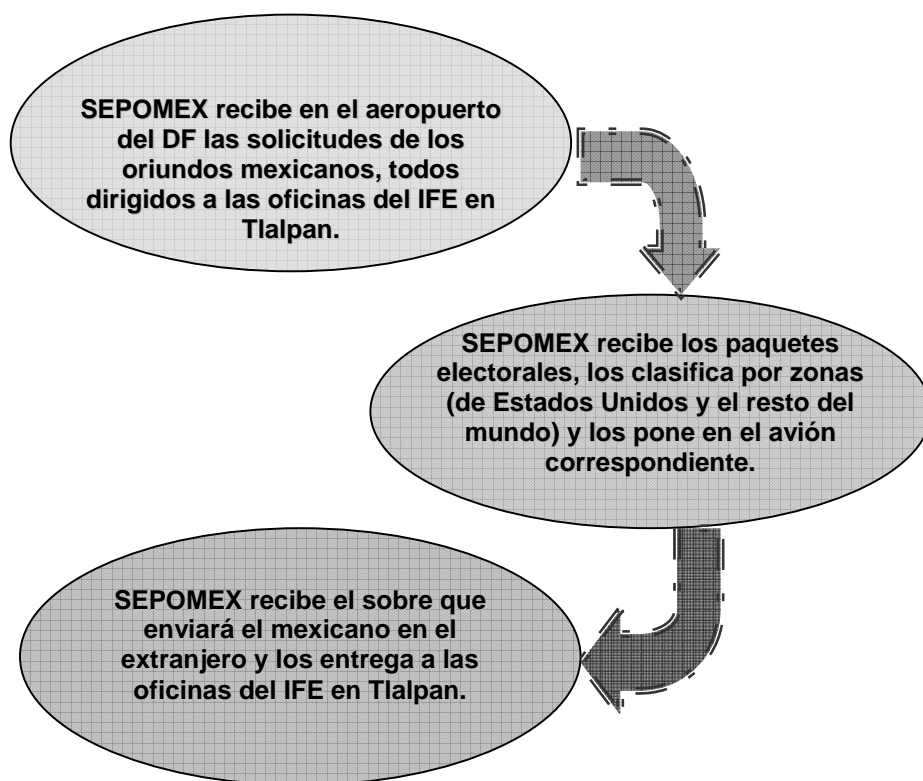 SEPOMEX recibe en el aeropuerto
del DF las solicitudes de los
oriundos mexicanos, todos
dirigidos a las oficinas del IFE en
Tlalpan.
SEPOMEX recibe los paquetes
electorales, los clasifica por zonas
(de Estados Unidos y el resto del
mundo) y los pone en el avión
correspondiente.
SEPOMEX recibe el sobre que
enviará el mexicano en el
extranjero y los entrega a las
oficinas del IFE en Tlalpan.